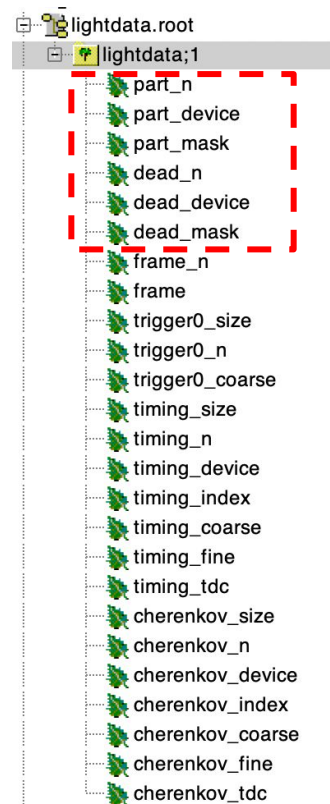 lightdata.root
lightdata;1
part_n
part_device
part_mask
dead_n
dead_device
dead_mask
frame_n
frame
trigger0_size
trigger0_n
trigger0_coarse
timing_size
timing_n
timing_device
timing_index
timing_coarse
timing_fine
timing_tdc
cherenkov_size
cherenkov_n
cherenkov_device
cherenkov_index
cherenkov_coarse
cherenkov_fine
cherenkov_tdc